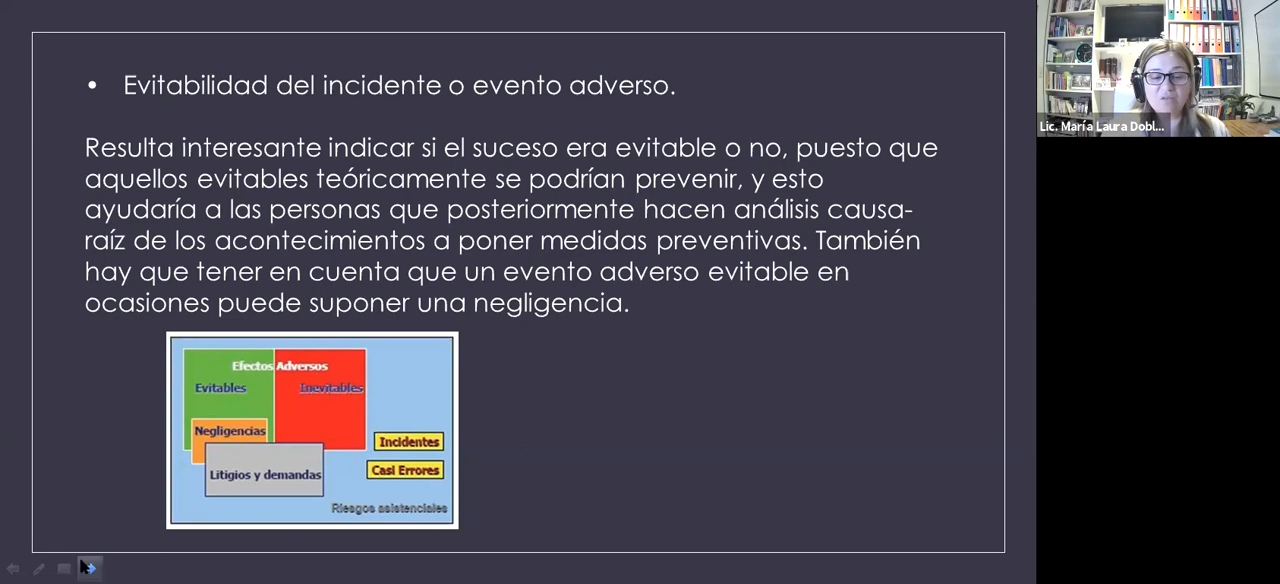 • Evitabilidad del incidente o evento adverso.
Resulta interesante indicar si el suceso era evitable o no, puesto que
aquellos evitables teóricamente se podrían prevenir, y esto
ayudaría a las personas que posteriormente hacen análisis causa-
raíz de los acontecimientos a poner medidas preventivas. También
hay que tener en cuenta que un evento adverso evitable en
ocasiones puede suponer una negligencia.
Efectos Adversos
Evitables
Inevitables
Negligencias
Litigios y demandas
Incidentes
Casi Errores
Riesgos asistenciales
Lic. María Laura Dobl...